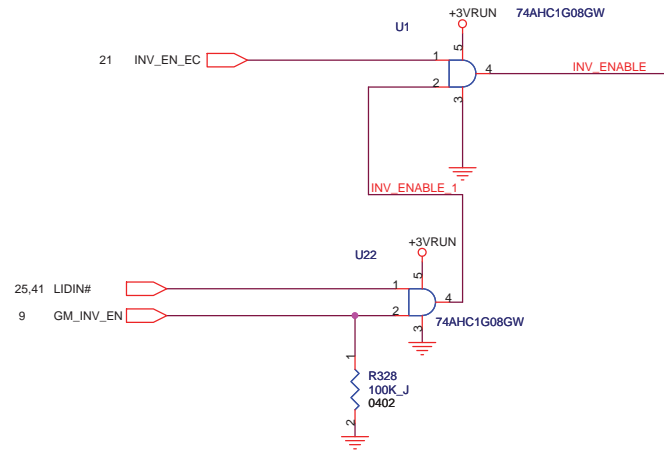 +3VRUN 74AHC1G08GW
U1
5
21 INV_EN_EC 1
4 INV_ENABLE
2
3
INV_ENABLE_1
+3VRUN
U22
5
25,41 LIDIN# 1
4
9 GM_INV_EN 2
74AHC1G08GW
3
1
R328
100K_J
0402
2